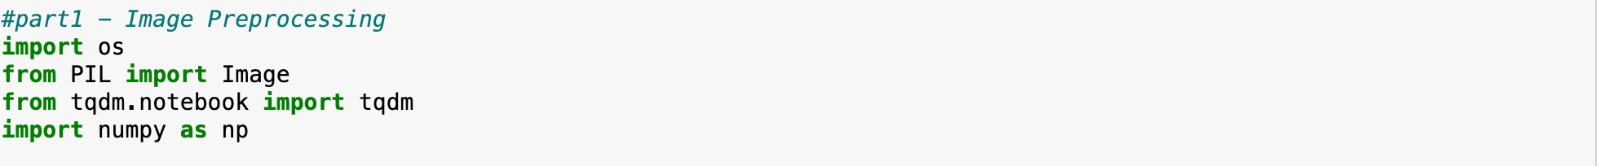 #part1 – Image Preprocessing
import os
from PIL import Image
from tqdm.notebook import tqdm
import numpy as np